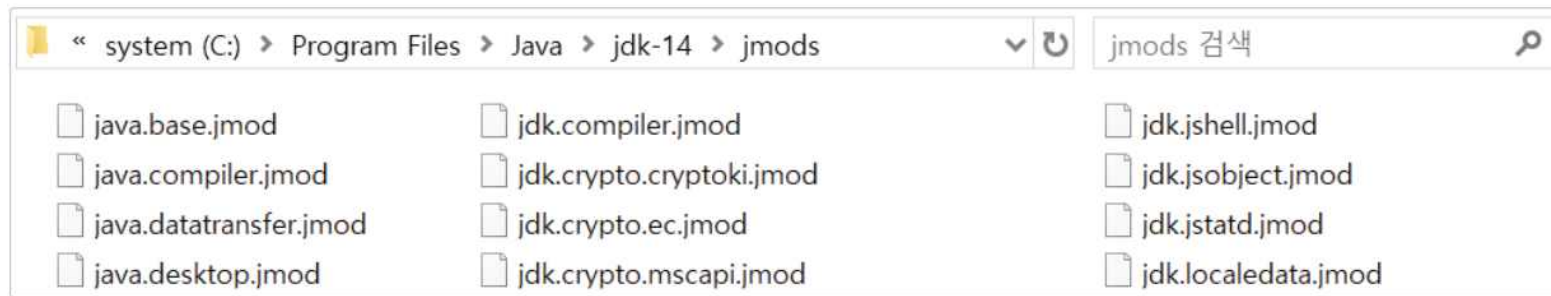 « system (C:) > Program Files > Java > jdk-14 > jmods
jmods 검색
java.base.jmod
java.compiler.jmod
java.datatransfer.jmod
java.desktop.jmod
jdk.compiler.jmod
jdk.crypto.cryptoki.jmod
jdk.crypto.ec.jmod
jdk.crypto.mscapi.jmod
jdk.jshell.jmod
jdk.jsobject.jmod
jdk.jstatd.jmod
jdk.localedata.jmod